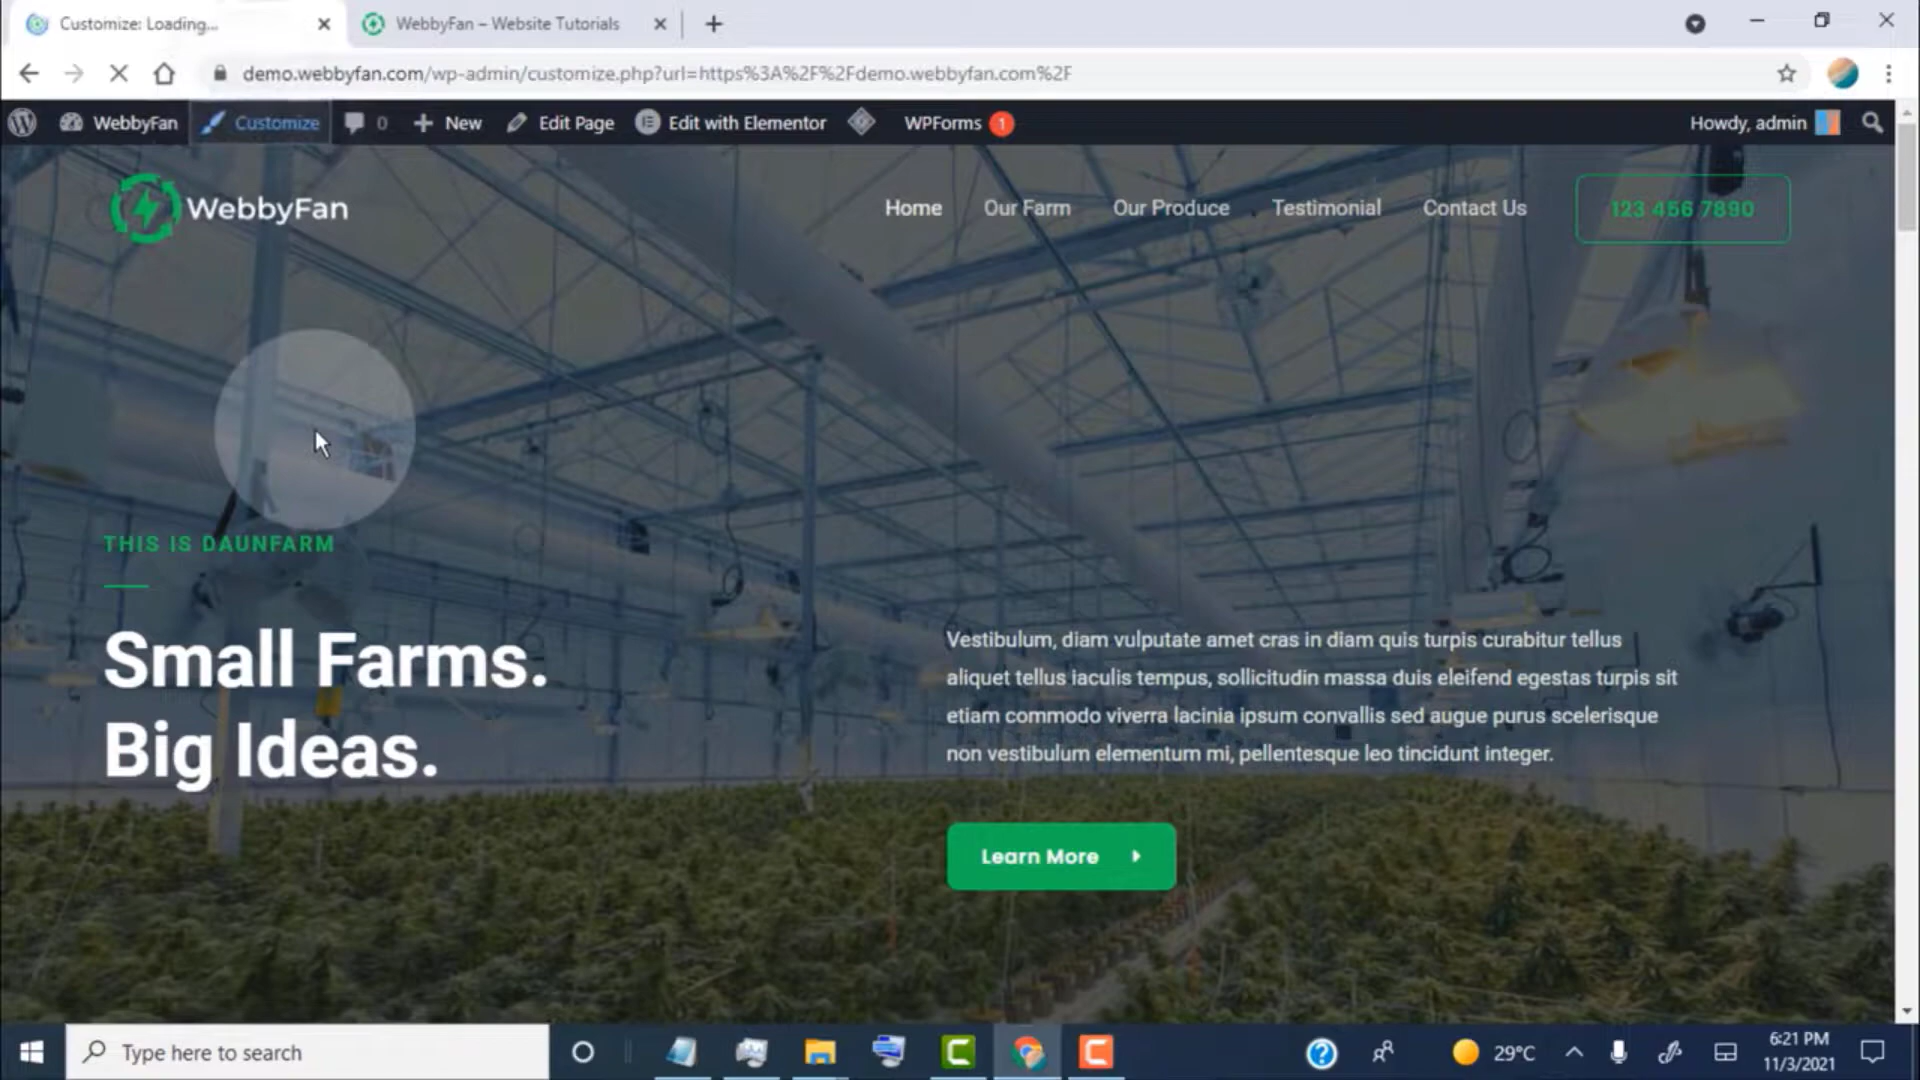 Customize: Loading...
WebbyFan – Website Tutorials
demo.webbyfan.com/wp-admin/customize.php?url=https%3A%2F%2Fdemo.webbyfan.com%2F
WebbyFan Customize 0 New Edit Page Edit with Elementor WPForms 1 Howdy, admin
WebbyFan
Home Our Farm Our Produce Testimonial Contact Us 123 456 7890
THIS IS DAUNFARM
Small Farms.
Big Ideas.
Vestibulum, diam vulputate amet cras in diam quis turpis curabitur tellus
aliquet tellus iaculis tempus, sollicitudin massa duis eleifend egestas turpis sit
etiam commodo viverra lacinia ipsum convallis sed augue purus scelerisque
non vestibulum elementum mi, pellentesque leo tincidunt integer.
Learn More
Type here to search
29°C
6:21 PM
11/3/2021